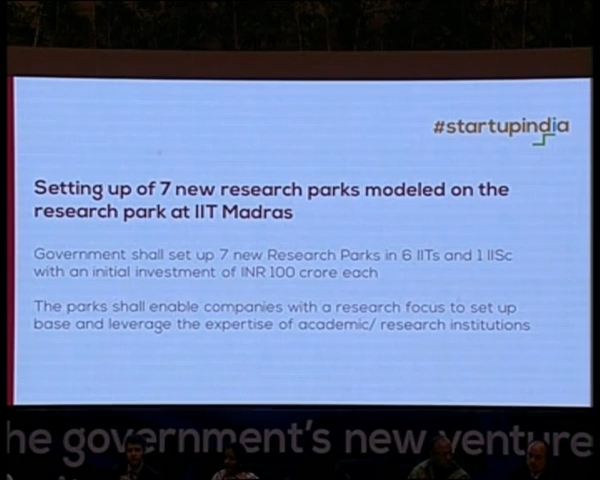 #startupindia
Setting up of 7 new research parks modeled on the
research park at IIT Madras
Government shall set up 7 new Research Parks in 6 IITs and 1 IISc
with an initial investment of INR 100 crore each
The parks shall enable companies with a research focus to set up
base and leverage the expertise of academic/ research institutions
he government's new venture